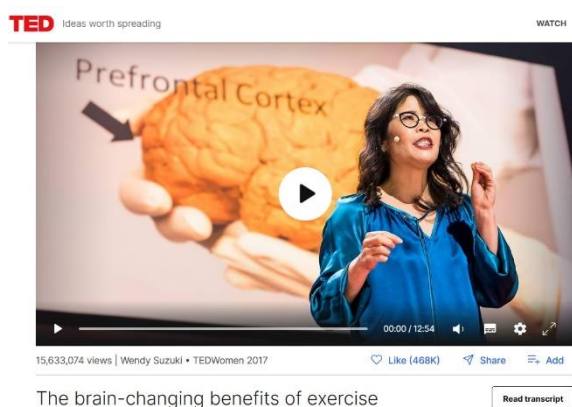 TED Ideas worth spreading WATCH
Prefrontal Cortex
00:00 / 12:54
15,633,074 views | Wendy Suzuki • TEDWomen 2017 Like (468K) Share Add
The brain-changing benefits of exercise Read transcript